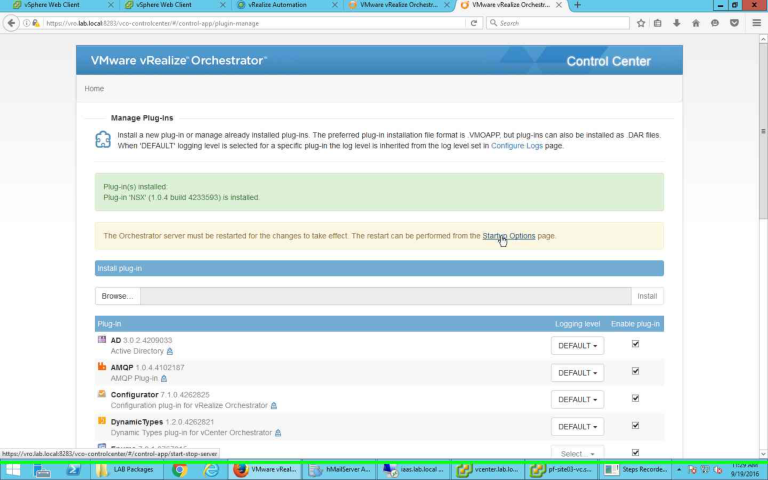 vSphere Web Client
vSphere Web Client
vRealize Automation
VMware vRealize Orchestr...
VMware vRealize Orchestr...
https://vro.lab.local:8283/vco-controlcenter/#/control-app/plugin-manage
Search
VMware vRealize™ Orchestrator™
Control Center
Home
Manage Plug-Ins
Install a new plug-in or manage already installed plug-ins. The preferred plug-in installation file format is .VMOAPP, but plug-ins can also be installed as .DAR files.
When 'DEFAULT' logging level is selected for a specific plug-in the log level is inherited from the log level set in Configure Logs page.
Plug-in(s) installed.
Plug-in 'NSX' (1.0.4 build 4233593) is installed.
The Orchestrator server must be restarted for the changes to take effect. The restart can be performed from the Startup Options page.
Install plug-in
Browse...
Install
Plug-in
Logging level
Enable plug-in
AD 3.0.2.4209033
Active Directory
DEFAULT
AMQP 1.0.4.4102187
AMQP Plug-in
DEFAULT
Configurator 7.1.0.4262825
Configuration plug-in for vRealize Orchestrator
DEFAULT
DynamicTypes 1.2.0.4262821
Dynamic Types plug-in for vCenter Orchestrator
DEFAULT
Select
https://vro.lab.local:8283/vco-controlcenter/#/control-app/start-stop-server
LAB Packages
VMware vReal...
hMailServer A...
iaas.lab.local ...
vcenter.lab.lo...
pf-site03-vc.s...
Steps Recorde...
11:29 AM
9/19/2016